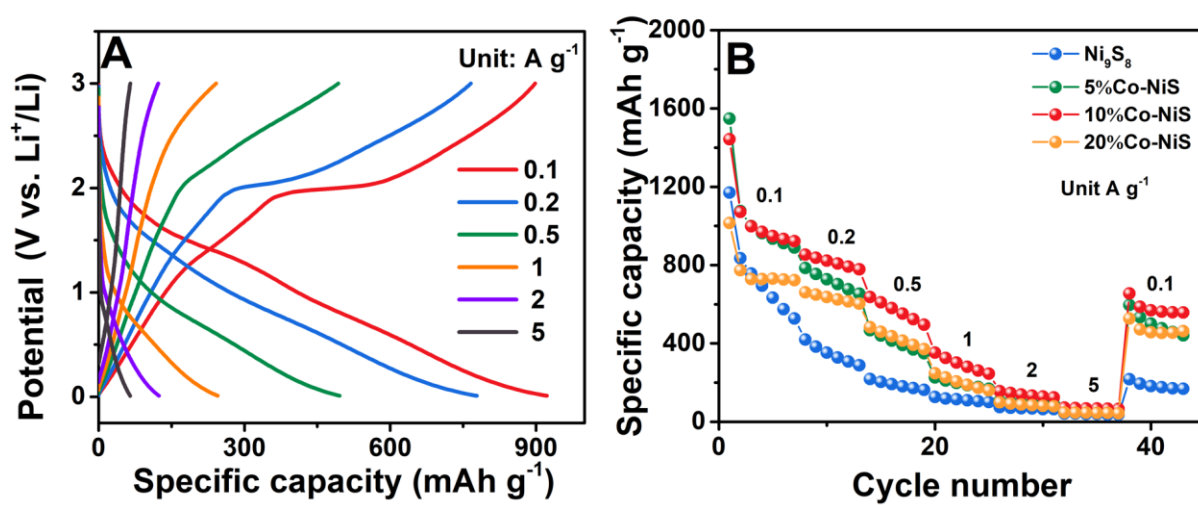 A
Unit: A g⁻¹
Potential (V vs. Li⁺/Li)
3
2
1
0
0.1
0.2
0.5
1
2
5
0 300 600 900
Specific capacity (mAh g⁻¹)
B
Specific capacity (mAh g⁻¹)
2000
1600
1200
800
400
0
Ni₉S₈
5%Co-NiS
10%Co-NiS
20%Co-NiS
Unit A g⁻¹
0.1
0.2
0.5
1
2
5
0.1
0 20 40
Cycle number